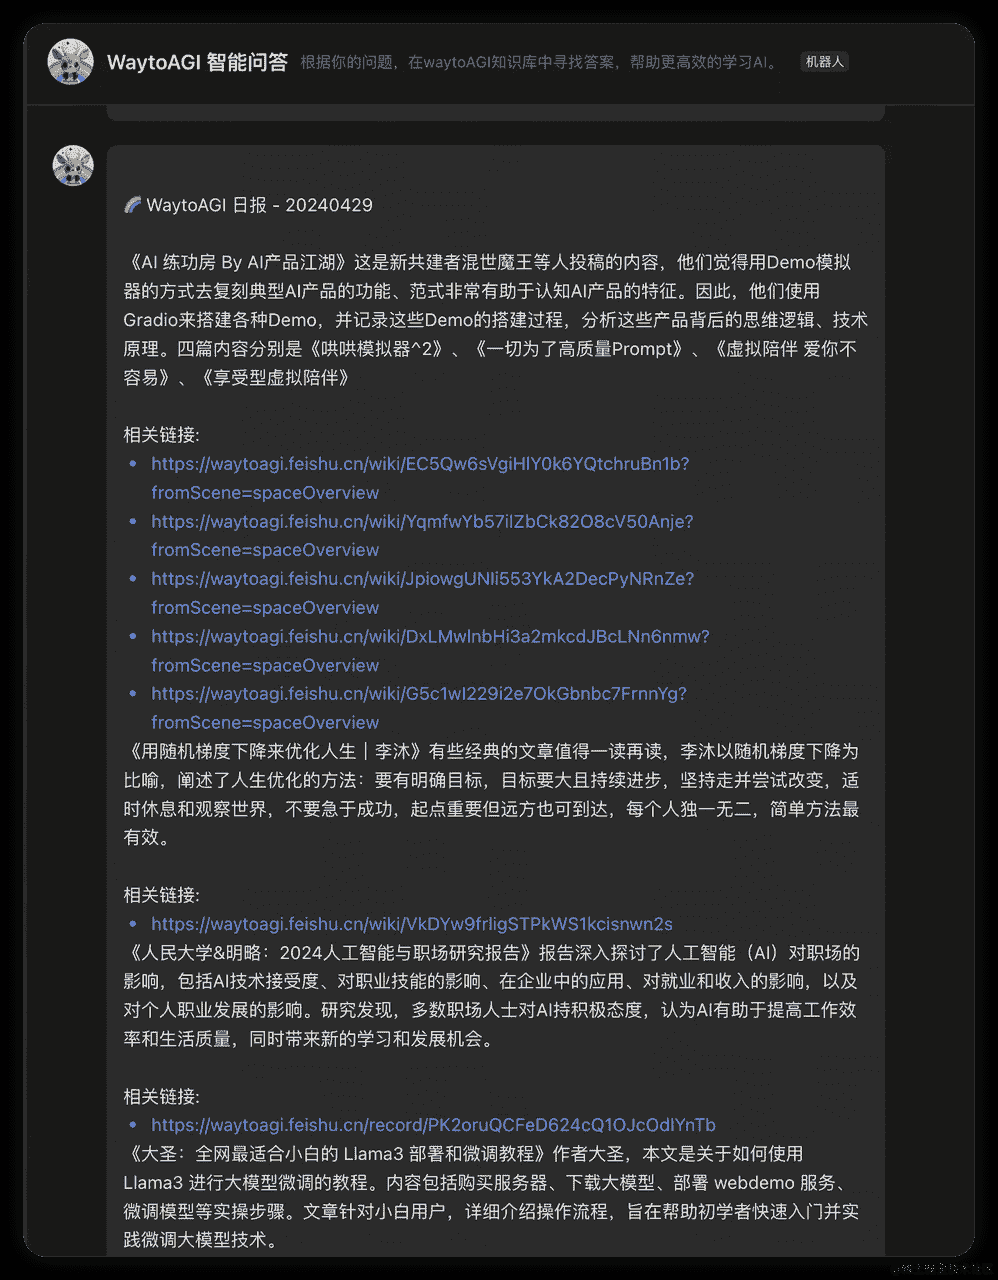 WaytoAGI 智能问答 根据你的问题，在waytoAGI知识库中寻找答案，帮助更高效的学习AI。 机器人
WaytoAGI 日报 - 20240429
《AI 练功房 By AI产品江湖》这是新共建者混世魔王等人投稿的内容，他们觉得用Demo模拟
器的方式去复刻典型AI产品的功能、范式非常有助于认知AI产品的特征。因此，他们使用
Gradio来搭建各种Demo，并记录这些Demo的搭建过程，分析这些产品背后的思维逻辑、技术
原理。四篇内容分别是《哄哄模拟器^2》、《一切为了高质量Prompt》、《虚拟陪伴 爱你不
容易》、《享受型虚拟陪伴》
相关链接:
• https://waytoagi.feishu.cn/wiki/EC5Qw6sVgiHlY0k6YQtchruBn1b?
fromScene=spaceOverview
• https://waytoagi.feishu.cn/wiki/YqmfwYb57ilZbCk82O8cV50Anje?
fromScene=spaceOverview
• https://waytoagi.feishu.cn/wiki/JpiowgUNIi553YkA2DecPyNRnZe?
fromScene=spaceOverview
• https://waytoagi.feishu.cn/wiki/DxLMwlnbHi3a2mkcdJBcLNn6nmw?
fromScene=spaceOverview
• https://waytoagi.feishu.cn/wiki/G5c1wI229i2e7OkGbnbc7FrnnYg?
fromScene=spaceOverview
《用随机梯度下降来优化人生｜李沐》有些经典的文章值得一读再读，李沐以随机梯度下降为
比喻，阐述了人生优化的方法：要有明确目标，目标要大且持续进步，坚持走并尝试改变，适
时休息和观察世界，不要急于成功，起点重要但远方也可到达，每个人独一无二，简单方法最
有效。
相关链接:
• https://waytoagi.feishu.cn/wiki/VkDYw9frligSTPkWS1kcisnwn2s
《人民大学&明略：2024人工智能与职场研究报告》报告深入探讨了人工智能（AI）对职场的
影响，包括AI技术接受度、对职业技能的影响、在企业中的应用、对就业和收入的影响，以及
对个人职业发展的影响。研究发现，多数职场人士对AI持积极态度，认为AI有助于提高工作效
率和生活质量，同时带来新的学习和发展机会。
相关链接:
• https://waytoagi.feishu.cn/record/PK2oruQCFeD624cQ1OJcOdlYnTb
《大圣：全网最适合小白的 Llama3 部署和微调教程》作者大圣，本文是关于如何使用
Llama3 进行大模型微调的教程。内容包括购买服务器、下载大模型、部署 webdemo 服务、
微调模型等实操步骤。文章针对小白用户，详细介绍操作流程，旨在帮助初学者快速入门并实
践微调大模型技术。